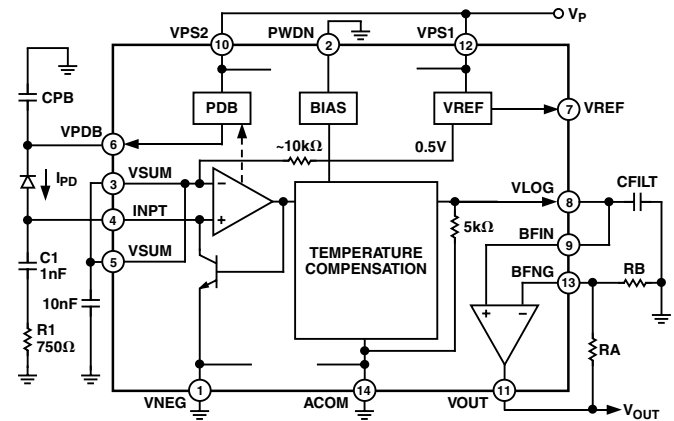 VP
VPS2
PWDN
VPS1
10
2
12
CPB
PDB
BIAS
VREF
7
VREF
VPDB
6
~10kΩ
0.5V
IPD
3
VSUM
−
VLOG
8
CFILT
4
INPT
+
5kΩ
BFIN
9
5
VSUM
C1
1nF
TEMPERATURE
COMPENSATION
BFNG
13
RB
10nF
+
−
R1
750Ω
RA
1
14
11
VNEG
ACOM
VOUT
VOUT